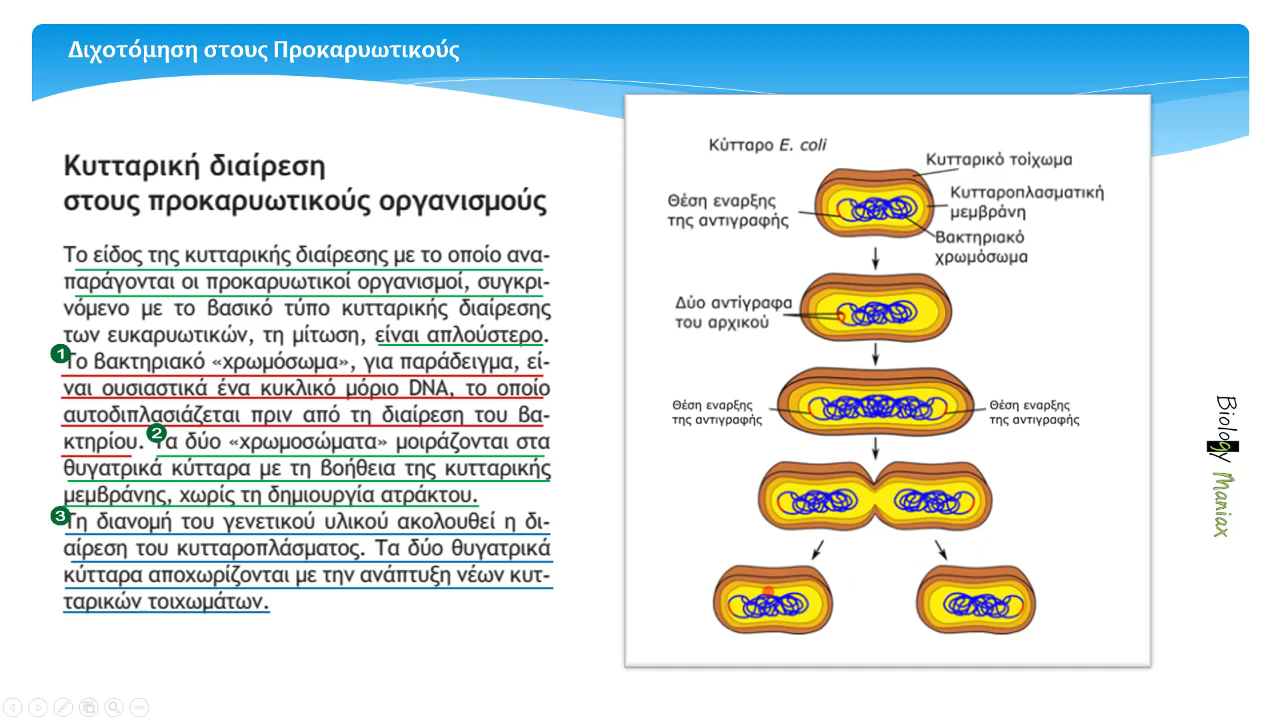 Διχοτόμηση στους Προκαρυωτικούς
Κυτταρική διαίρεση
στους προκαρυωτικούς οργανισμούς
Το είδος της κυτταρικής διαίρεσης με το οποίο ανα-
παράγονται οι προκαρυωτικοί οργανισμοί, συγκρι-
νόμενο με το βασικό τύπο κυτταρικής διαίρεσης
των ευκαρυωτικών, τη μίτωση, είναι απλούστερο.
1 Το βακτηριακό «χρωμόσωμα», για παράδειγμα, εί-
ναι ουσιαστικά ένα κυκλικό μόριο DNA, το οποίο
αυτοδιπλασιάζεται πριν από τη διαίρεση του βα-
κτηρίου. 2 Τα δύο «χρωμοσώματα» μοιράζονται στα
θυγατρικά κύτταρα με τη βοήθεια της κυτταρικής
μεμβράνης, χωρίς τη δημιουργία ατράκτου.
3 Τη διανομή του γενετικού υλικού ακολουθεί η δι-
αίρεση του κυτταροπλάσματος. Τα δύο θυγατρικά
κύτταρα αποχωρίζονται με την ανάπτυξη νέων κυτ-
ταρικών τοιχωμάτων.
Κύτταρο E. coli
Κυτταρικό τοίχωμα
Θέση εναρξης
της αντιγραφής
Κυτταροπλασματική
μεμβράνη
Βακτηριακό
χρωμόσωμα
Δύο αντίγραφα
του αρχικού
Θέση εναρξης
της αντιγραφής
Θέση εναρξης
της αντιγραφής
Biology Maniax